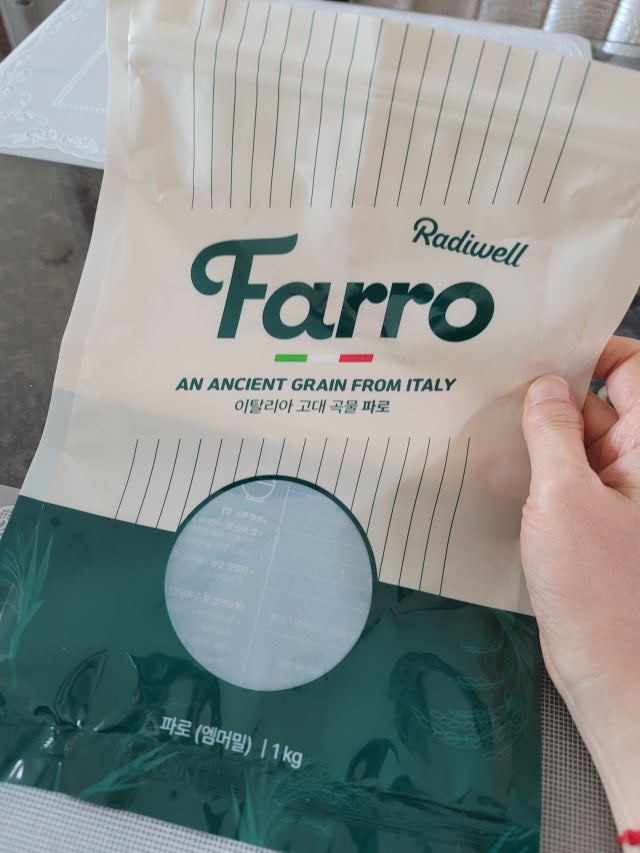 Radiwell
Farro
AN ANCIENT GRAIN FROM ITALY
이탈리아 고대 곡물 파로
파로 (엠머밀) | 1kg